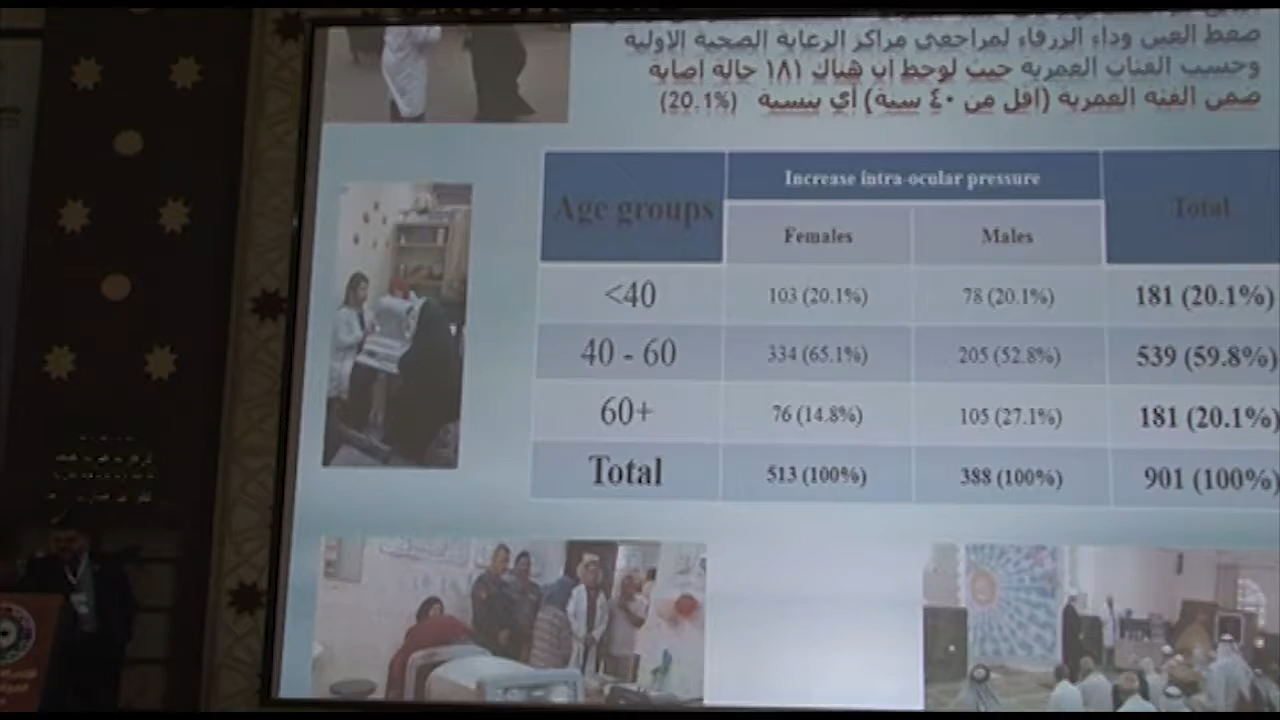 ضغط العين وداء الزرقاء لمراجعي مراكز الرعاية الصحية الاولية
وحسب الفئات العمرية حيث لوحظ ان هناك ١٨١ حالة اصابة
ضمن الفئه العمرية (اقل من ٤٠ سنة) أي بنسبة (20.1%)
Age groups Increase intra-ocular pressure Total
Females Males
<40 103 (20.1%) 78 (20.1%) 181 (20.1%)
40 - 60 334 (65.1%) 205 (52.8%) 539 (59.8%)
60+ 76 (14.8%) 105 (27.1%) 181 (20.1%)
Total 513 (100%) 388 (100%) 901 (100%)